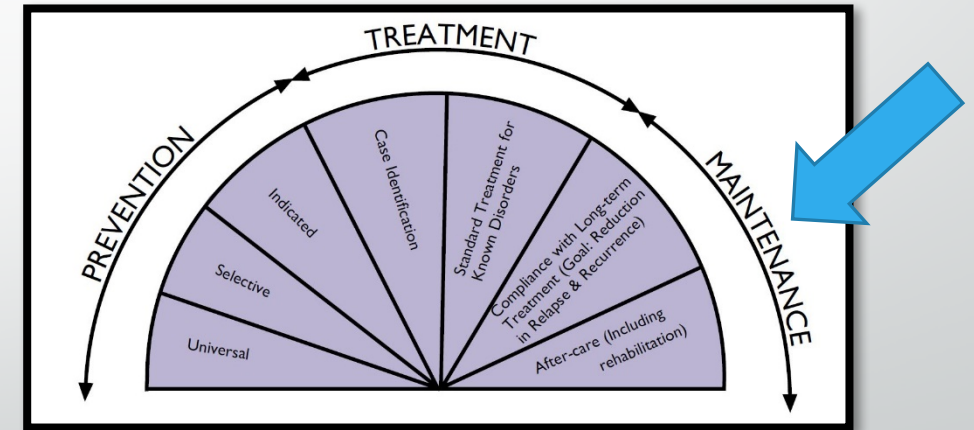 TREATMENT
PREVENTION
MAINTENANCE
Universal
Selective
Indicated
Case Identification
Standard Treatment for
Known Disorders
Compliance with Long-term
Treatment (Goal: Reduction
in Relapse & Recurrence)
After-care (Including
rehabilitation)